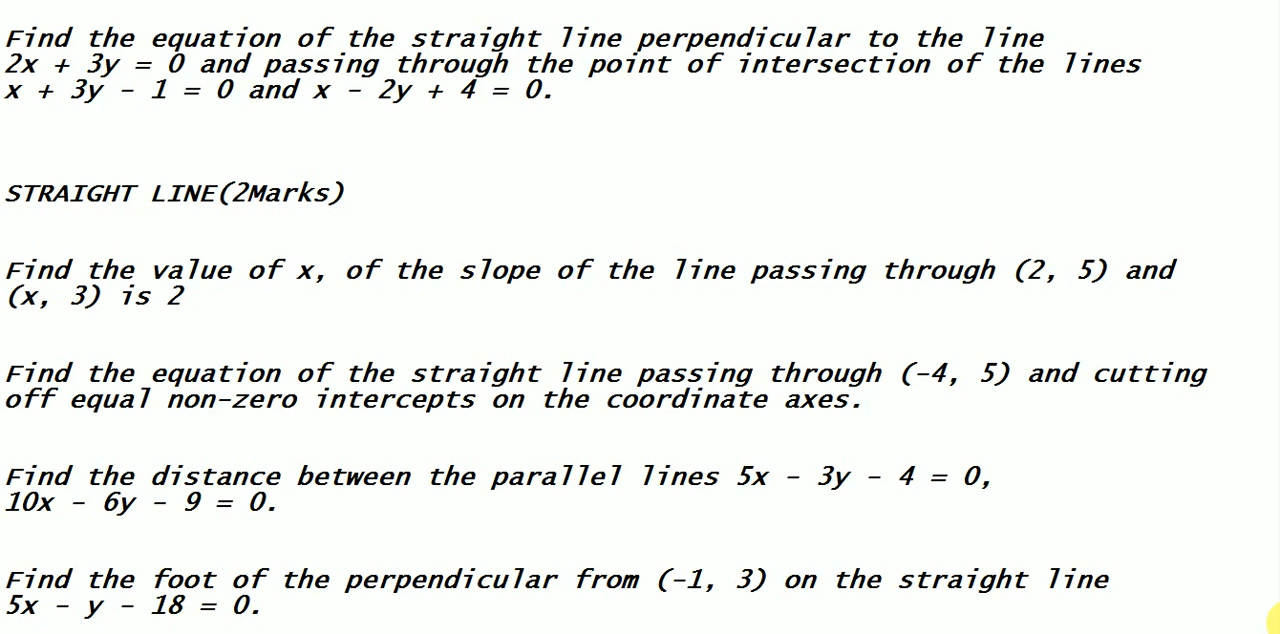 Find the equation of the straight line perpendicular to the line
2x + 3y = 0 and passing through the point of intersection of the lines
x + 3y - 1 = 0 and x - 2y + 4 = 0.
STRAIGHT LINE(2Marks)
Find the value of x, of the slope of the line passing through (2, 5) and
(x, 3) is 2
Find the equation of the straight line passing through (-4, 5) and cutting
off equal non-zero intercepts on the coordinate axes.
Find the distance between the parallel lines 5x - 3y - 4 = 0,
10x - 6y - 9 = 0.
Find the foot of the perpendicular from (-1, 3) on the straight line
5x - y - 18 = 0.